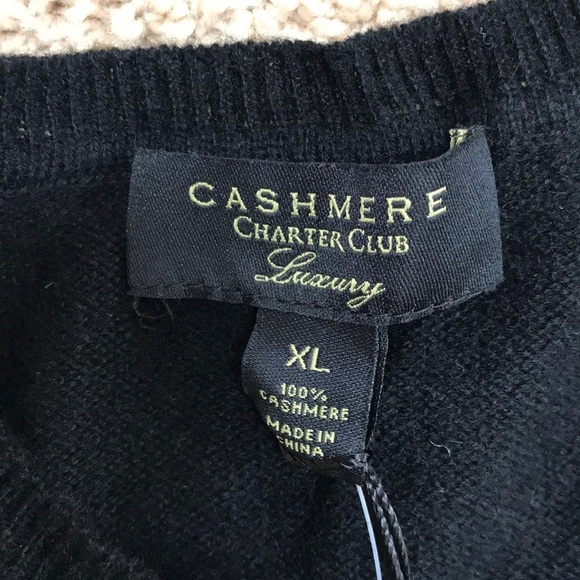 CASHMERE
CHARTER CLUB
Luxury
XL
100%
CASHMERE
MADE IN
CHINA